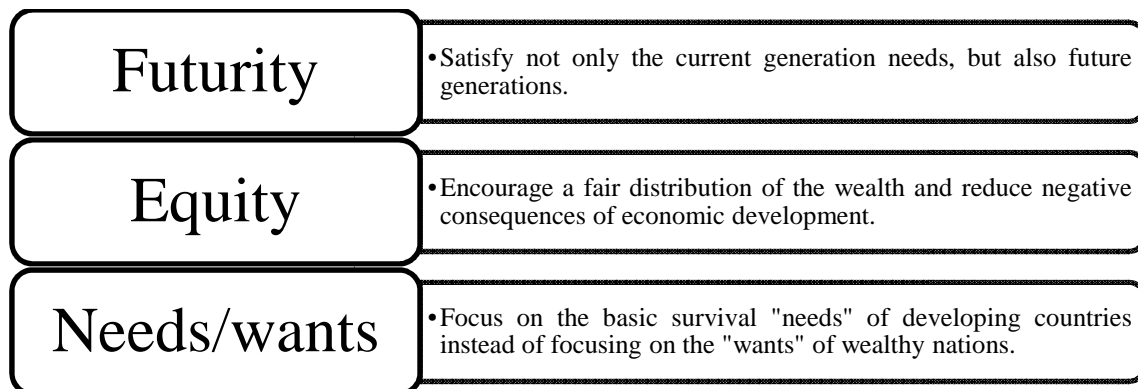 Futurity
•Satisfy not only the current generation needs, but also future
generations.
Equity
•Encourage a fair distribution of the wealth and reduce negative
consequences of economic development.
Needs/wants
•Focus on the basic survival "needs" of developing countries
instead of focusing on the "wants" of wealthy nations.